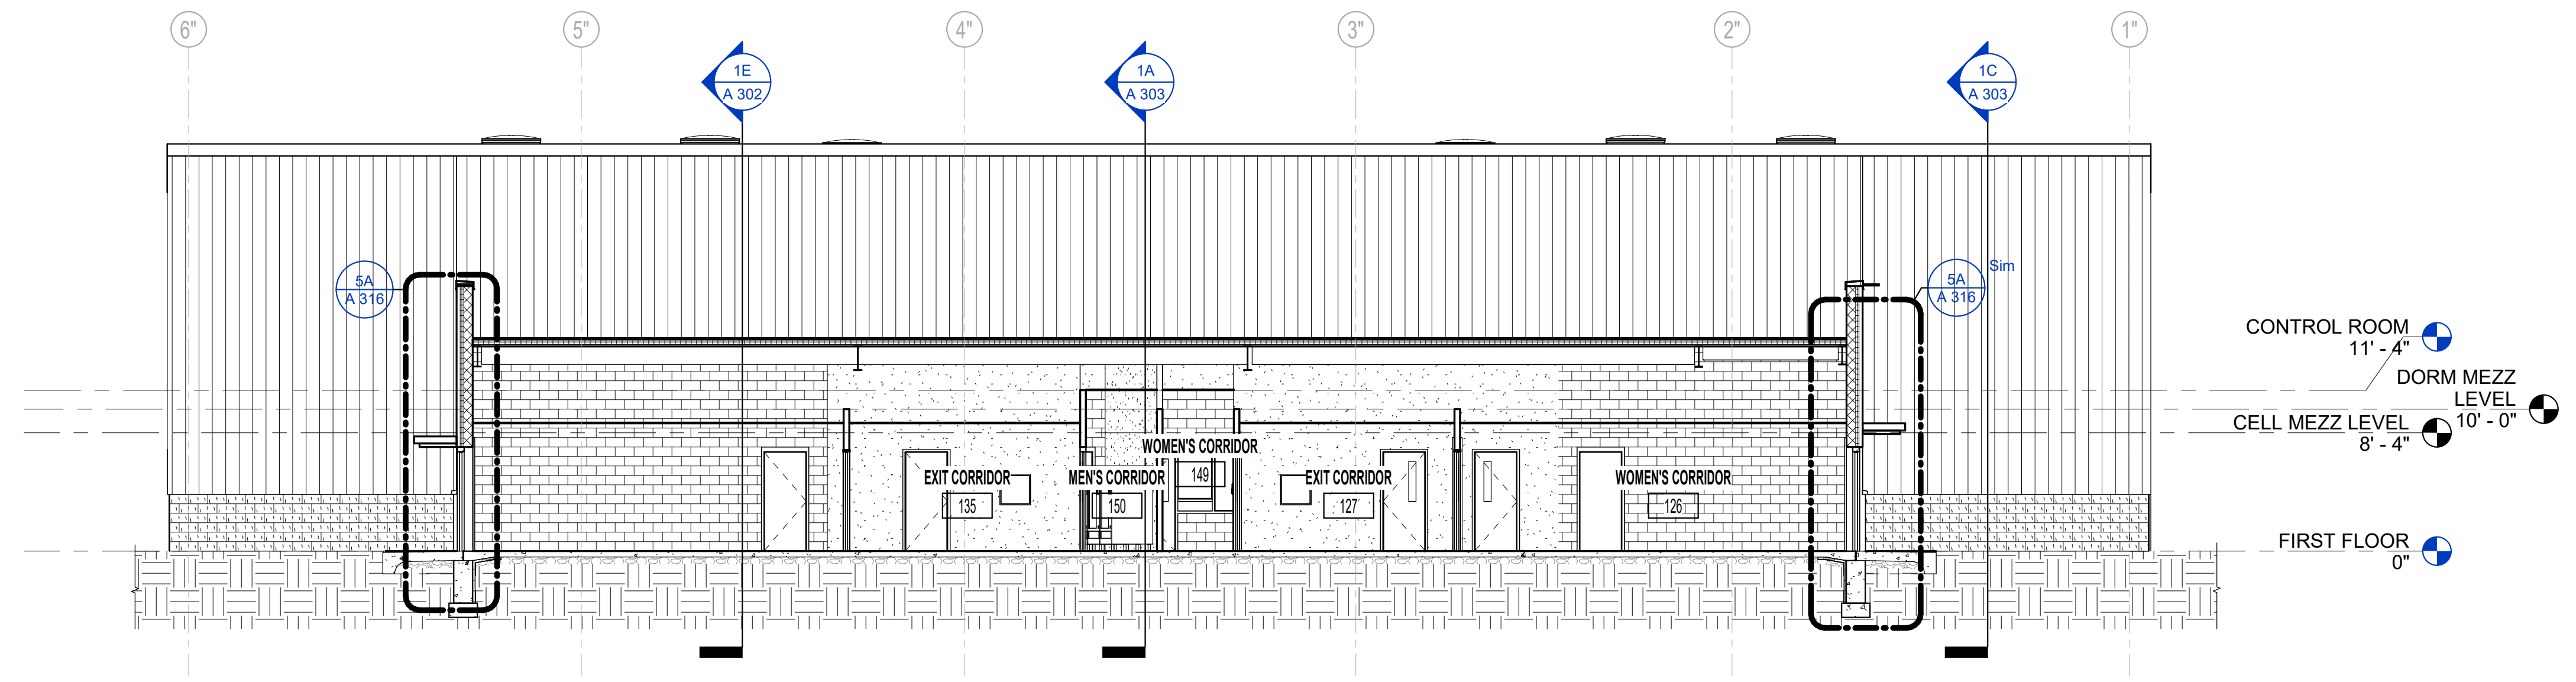 6"
5"
4"
3"
2"
1"
1E
A 302
1A
A 303
1C
A 303
5A
A 316
5A
A 316
Sim
CONTROL ROOM
11' - 4"
DORM MEZZ
LEVEL
10' - 0"
CELL MEZZ LEVEL
8' - 4"
WOMEN'S CORRIDOR
149
EXIT CORRIDOR
135
MEN'S CORRIDOR
150
EXIT CORRIDOR
127
WOMEN'S CORRIDOR
126
FIRST FLOOR
0"